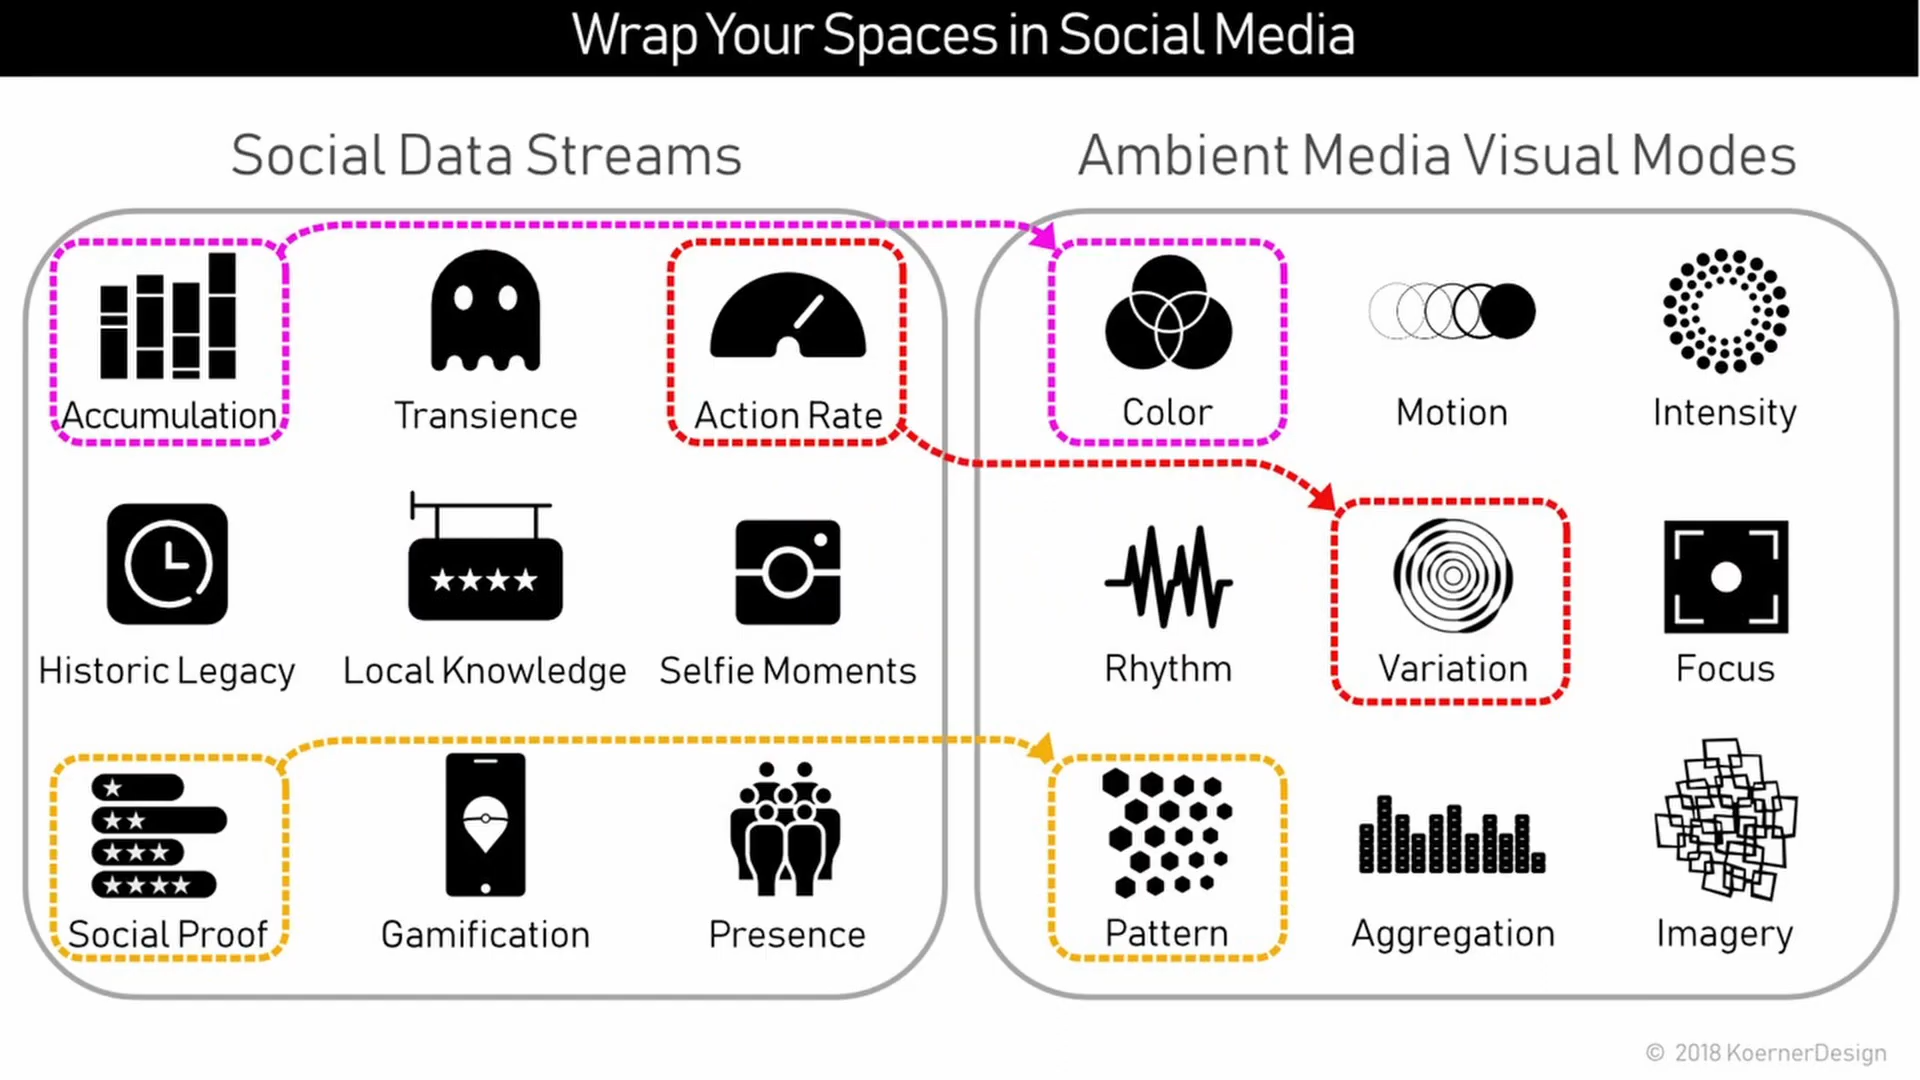 Wrap Your Spaces in Social Media
Social Data Streams
Accumulation
Transience
Action Rate
Historic Legacy
Local Knowledge
Selfie Moments
Social Proof
Gamification
Presence
Ambient Media Visual Modes
Color
Motion
Intensity
Rhythm
Variation
Focus
Pattern
Aggregation
Imagery
© 2018 KoernerDesign